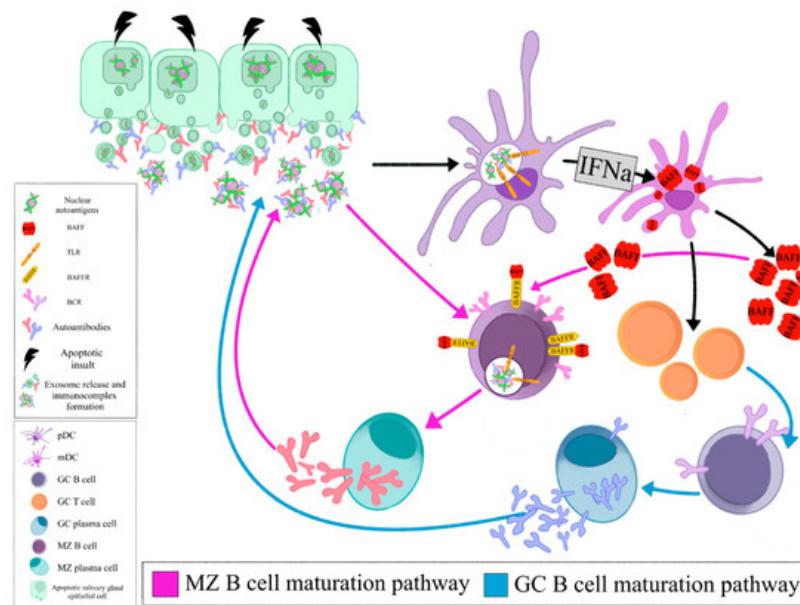 IFNa
BAFF
BAFF
BAFF
BAFF
BAFF
BAFF
BAFF
BAFF
BAFFR
BAFFR
BAFFR
BAFFR
Nuclear
autoantigens
BAFF
TLR
BAFFR
BCR
Autoantibodies
Apoptotic
insult
Exosome release and
immunocomplex
formation
pDC
mDC
GC B cell
GC T cell
GC plasma cell
MZ B cell
MZ plasma cell
Apoptotic salivary gland
epithelial cell
MZ B cell maturation pathway
GC B cell maturation pathway